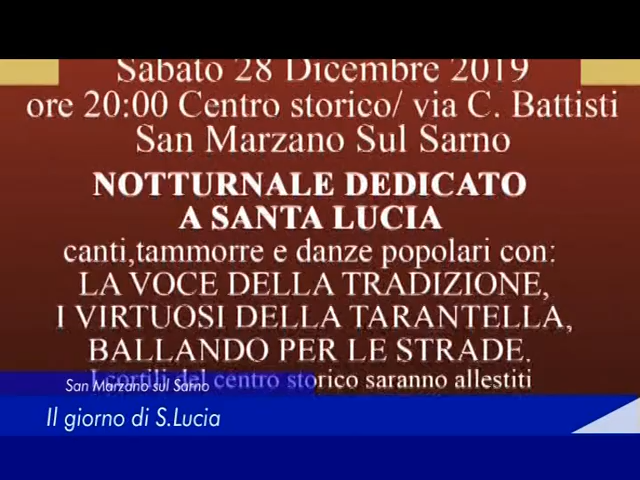 Sabato 28 Dicembre 2019
ore 20:00 Centro storico/ via C. Battisti
San Marzano Sul Sarno
NOTTURNALE DEDICATO
A SANTA LUCIA
canti,tammorre e danze popolari con:
LA VOCE DELLA TRADIZIONE,
I VIRTUOSI DELLA TARANTELLA,
BALLANDO PER LE STRADE.
I cortili del centro storico saranno allestiti
San Marzano sul Sarno
Il giorno di S.Lucia